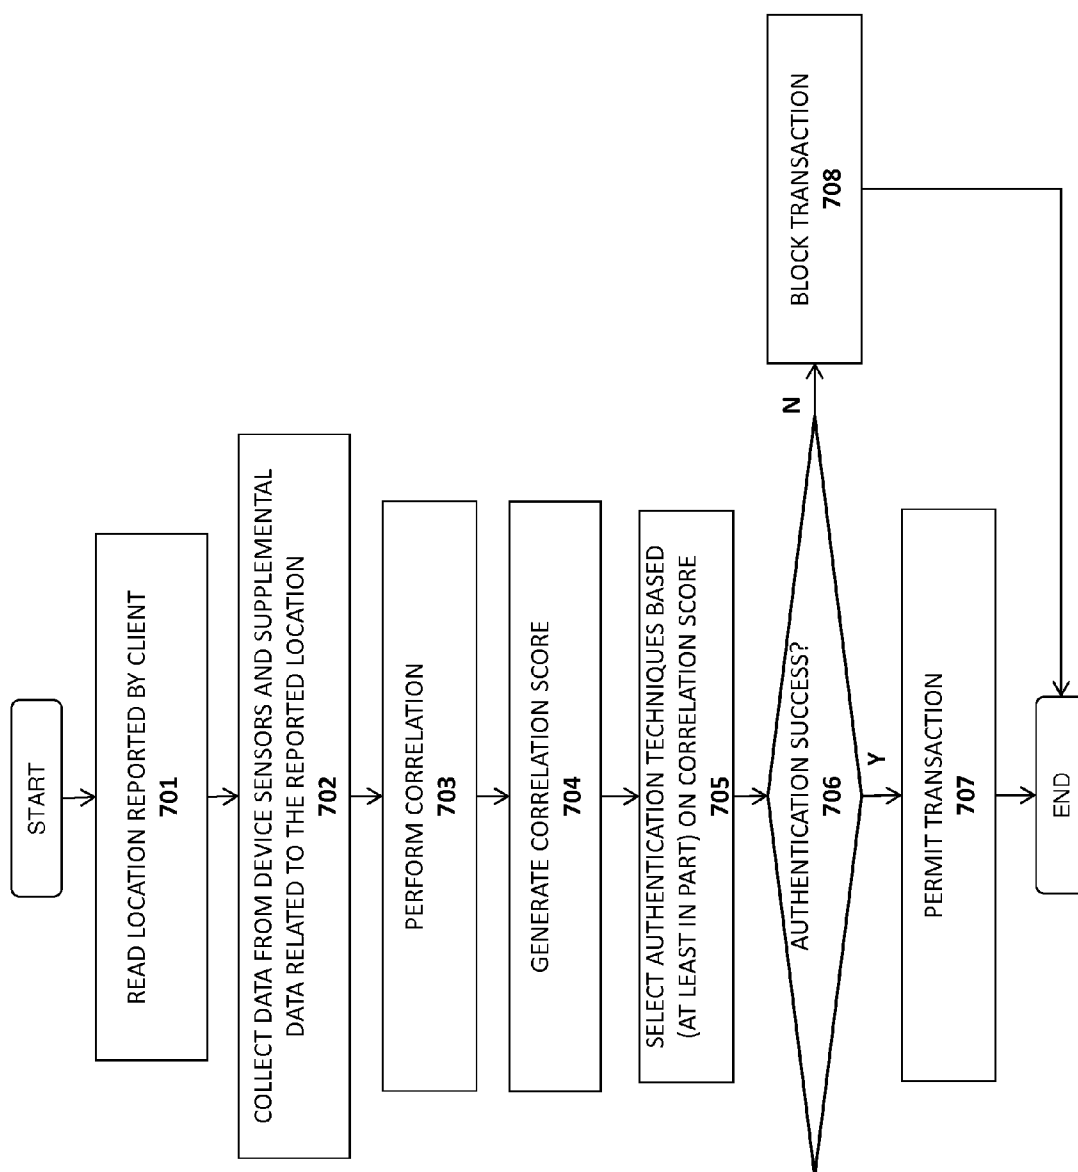 START
READ LOCATION REPORTED BY CLIENT
701
COLLECT DATA FROM DEVICE SENSORS AND SUPPLEMENTAL
DATA RELATED TO THE REPORTED LOCATION
702
PERFORM CORRELATION
703
GENERATE CORRELATION SCORE
704
SELECT AUTHENTICATION TECHNIQUES BASED
(AT LEAST IN PART) ON CORRELATION SCORE
705
AUTHENTICATION SUCCESS?
706
N
BLOCK TRANSACTION
708
Y
PERMIT TRANSACTION
707
END